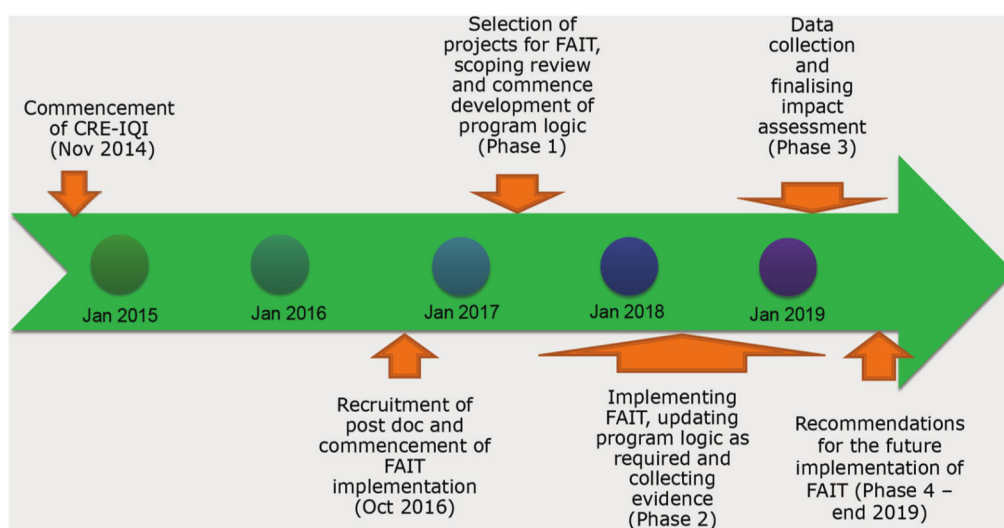 Commencement
of CRE-IQI
(Nov 2014)
Selection of
projects for FAIT,
scoping review
and commence
development of
program logic
(Phase 1)
Data
collection
and
finalising
impact
assessment
(Phase 3)
Jan 2015
Jan 2016
Jan 2017
Jan 2018
Jan 2019
Recruitment of
post doc and
commencement of
FAIT
implementation
(Oct 2016)
Implementing
FAIT, updating
program logic as
required and
collecting
evidence
(Phase 2)
Recommendations
for the future
implementation of
FAIT (Phase 4 –
end 2019)